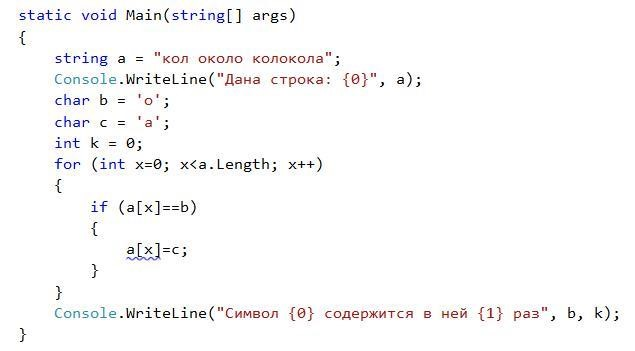 static void Main(string[] args)
{
    string a = "кол около колокола";
    Console.WriteLine("Дана строка: {0}", a);
    char b = 'о';
    char c = 'а';
    int k = 0;
    for (int x=0; x<a.Length; x++)
    {
        if (a[x]==b)
        {
            a[x]=c;
        }
    }
    Console.WriteLine("Символ {0} содержится в ней {1} раз", b, k);
}